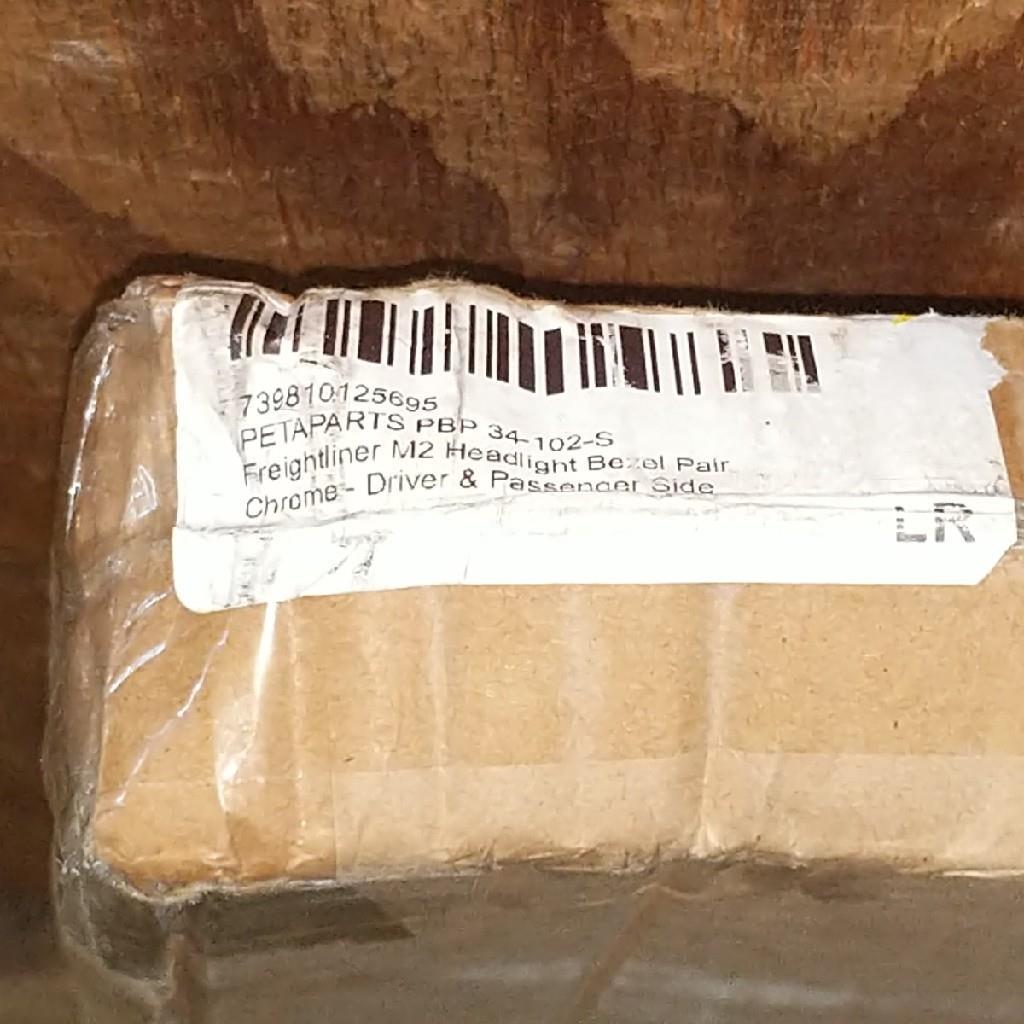 739810125695
PETAPARTS PBP 34-102-S
Freightliner M2 Headlight Bezel Pair
Chrome - Driver & Passenger Side
LR